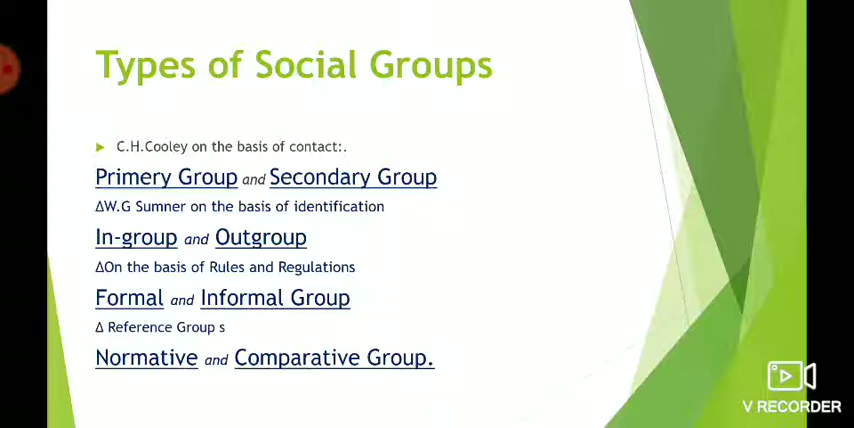 Types of Social Groups
C.H.Cooley on the basis of contact:.
Primery Group and Secondary Group
ΔW.G Sumner on the basis of identification
In-group and Outgroup
ΔOn the basis of Rules and Regulations
Formal and Informal Group
Δ Reference Group s
Normative and Comparative Group.
V RECORDER